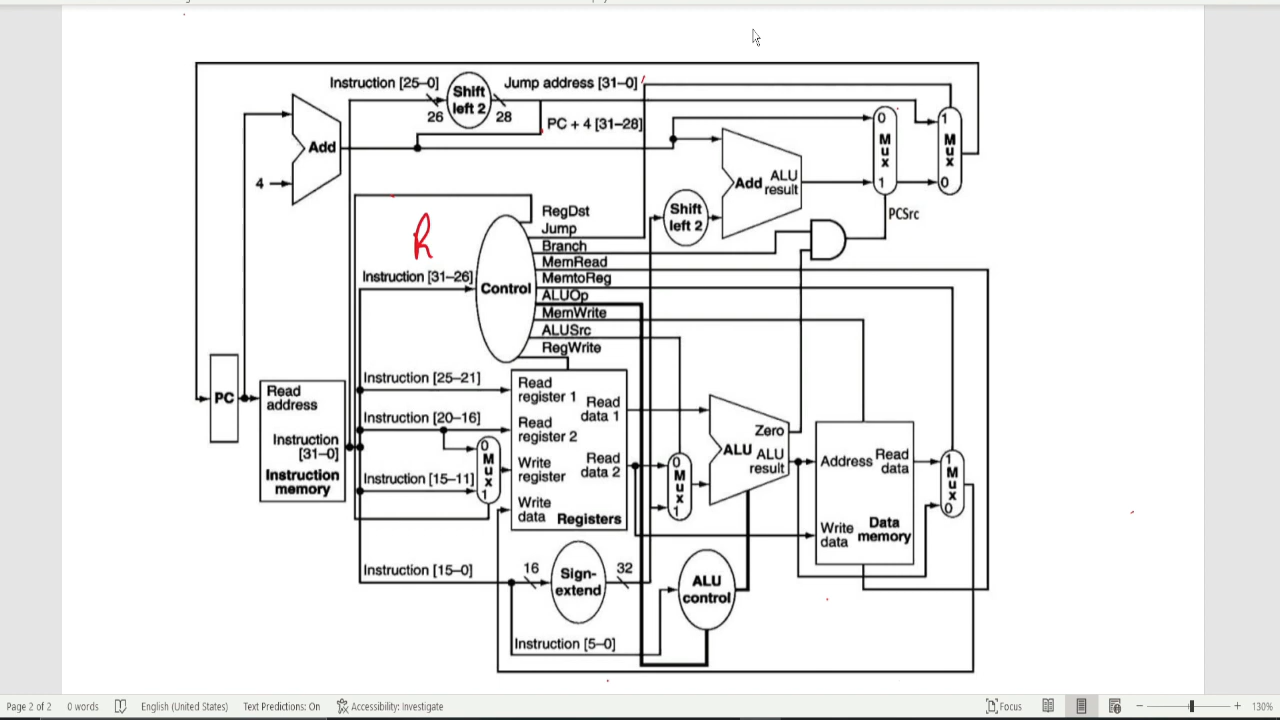 Instruction [25–0]
Shift
left 2
Jump address [31–0]
26
28
PC + 4 [31–28]
Add
4
0
M
u
x
1
1
M
u
x
0
Add
ALU
result
Shift
left 2
PCSrc
R
RegDst
Jump
Branch
MemRead
MemtoReg
ALUOp
MemWrite
ALUSrc
RegWrite
Instruction [31–26]
Control
PC
Read
address
Instruction
[31–0]
Instruction
memory
Instruction [25–21]
Instruction [20–16]
Instruction [15–11]
0
M
u
x
1
Read
register 1
Read
register 2
Write
register
Write
data
Read
data 1
Read
data 2
Registers
0
M
u
x
1
Zero
ALU
ALU
result
Address
Read
data
Write
data
Data
memory
1
M
u
x
0
Instruction [15–0]
16
Sign-
extend
32
ALU
control
Instruction [5–0]
Page 2 of 2
0 words
English (United States)
Text Predictions: On
Accessibility: Investigate
Focus
130%